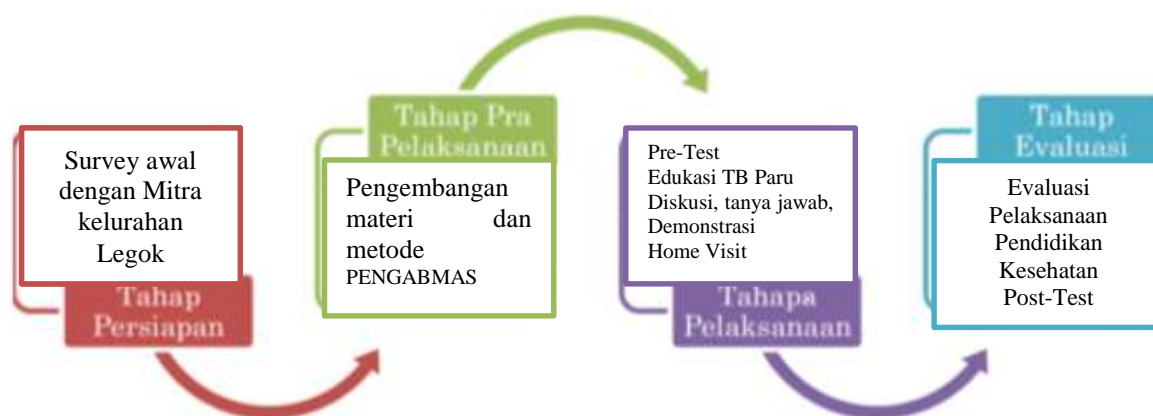 Survey awal
dengan Mitra
kelurahan
Legok
Tahap
Persiapan
Tahap Pra
Pelaksanaan
Pengembangan
materi dan
metode
PENGABMAS
Pre-Test
Edukasi TB Paru
Diskusi, tanya jawab,
Demonstrasi
Home Visit
Tahapa
Pelaksanaan
Tahap
Evaluasi
Evaluasi
Pelaksanaan
Pendidikan
Kesehatan
Post-Test